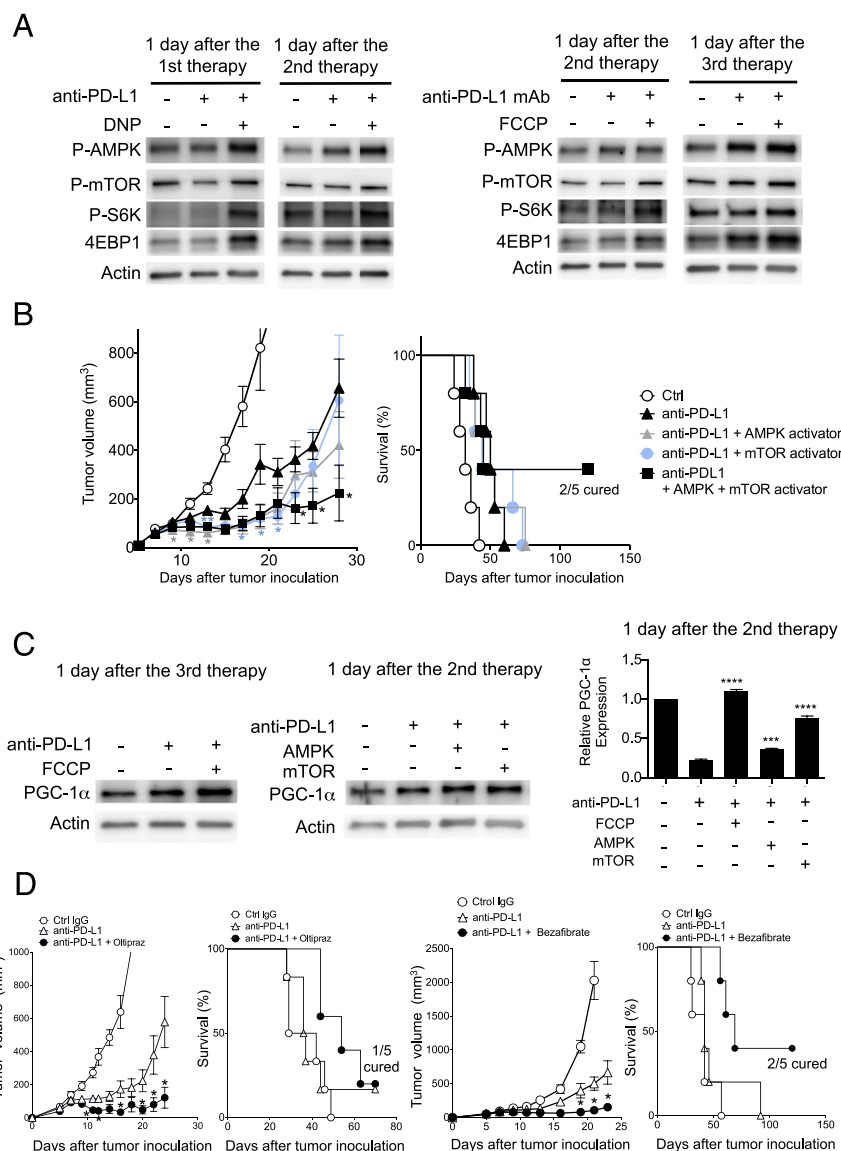 A
1 day after the 1 day after the
1st therapy 2nd therapy
anti-PD-L1 - + + - + +
DNP - - + - - +
P-AMPK
P-mTOR
P-S6K
4EBP1
Actin
1 day after the 1 day after the
2nd therapy 3rd therapy
anti-PD-L1 mAb - + + - + +
FCCP - - + - - +
P-AMPK
P-mTOR
P-S6K
4EBP1
Actin
B
Tumor volume (mm³)
800
600
400
200
0
10 20 30
Days after tumor inoculation
** * * * * * * * * *
Survival (%)
100
50
0
0 50 100 150
Days after tumor inoculation
2/5 cured
Ctrl
anti-PD-L1
anti-PD-L1 + AMPK activator
anti-PD-L1 + mTOR activator
anti-PDL1
+ AMPK + mTOR activator
C
1 day after the 3rd therapy
anti-PD-L1 - + +
FCCP - - +
PGC-1α
Actin
1 day after the 2nd therapy
anti-PD-L1 - + + +
AMPK - - + -
mTOR - - - +
PGC-1α
Actin
1 day after the 2nd therapy
Relative PGC-1α
Expression
1.5
1.0
0.5
0.0
**** *** ****
anti-PD-L1 - + + + +
FCCP - - + - -
AMPK - - - + -
mTOR - - - - +
D
Ctrl IgG
anti-PD-L1
anti-PD-L1 + Oltipraz
Tumor volume (mm³)
1000
800
600
400
200
0
0 10 20 30
Days after tumor inoculation
* * * * * * *
Ctrl IgG
anti-PD-L1
anti-PD-L1 + Oltipraz
Survival (%)
100
50
0
0 20 40 60 80
Days after tumor inoculation
1/5
cured
Ctrol IgG
anti-PD-L1
anti-PD-L1 + Bezafibrate
Tumor volume (mm³)
2500
2000
1500
1000
500
0
0 5 10 15 20 25
Days after tumor inoculation
* * *
Ctrl IgG
anti-PD-L1
anti-PD-L1 + Bezafibrate
Survival (%)
100
50
0
0 50 100 150
Days after tumor inoculation
2/5 cured